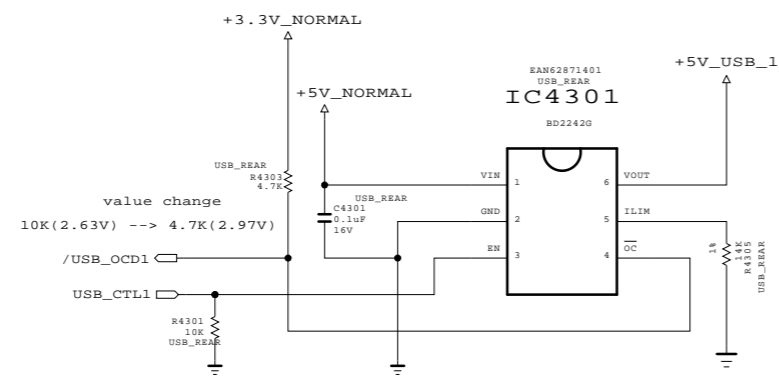 +3.3V_NORMAL
+5V_NORMAL
+5V_USB_1
EAN62871401
USB_REAR
IC4301
BD2242G
USB_REAR
R4303
4.7K
value change
10K(2.63V) --> 4.7K(2.97V)
USB_REAR
C4301
0.1uF
16V
VIN
1
6
VOUT
GND
2
5
ILIM
EN
3
4
OC
/USB_OCD1
USB_CTL1
R4301
10K
USB_REAR
1%
14K
R4305
USB_REAR